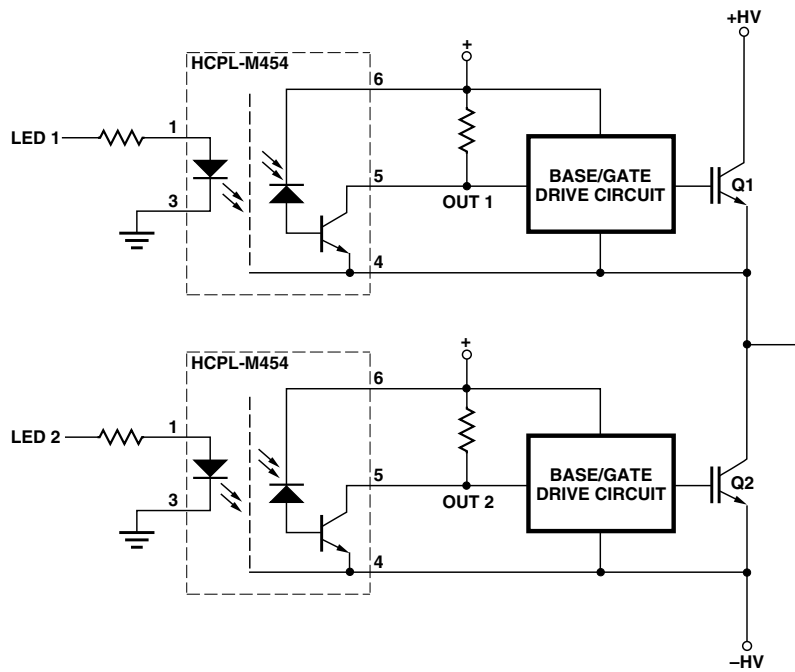 +HV
HCPL-M454
6
+
LED 1
1
BASE/GATE
DRIVE CIRCUIT
Q1
3
5
OUT 1
4
HCPL-M454
6
+
LED 2
1
BASE/GATE
DRIVE CIRCUIT
Q2
3
5
OUT 2
4
–HV